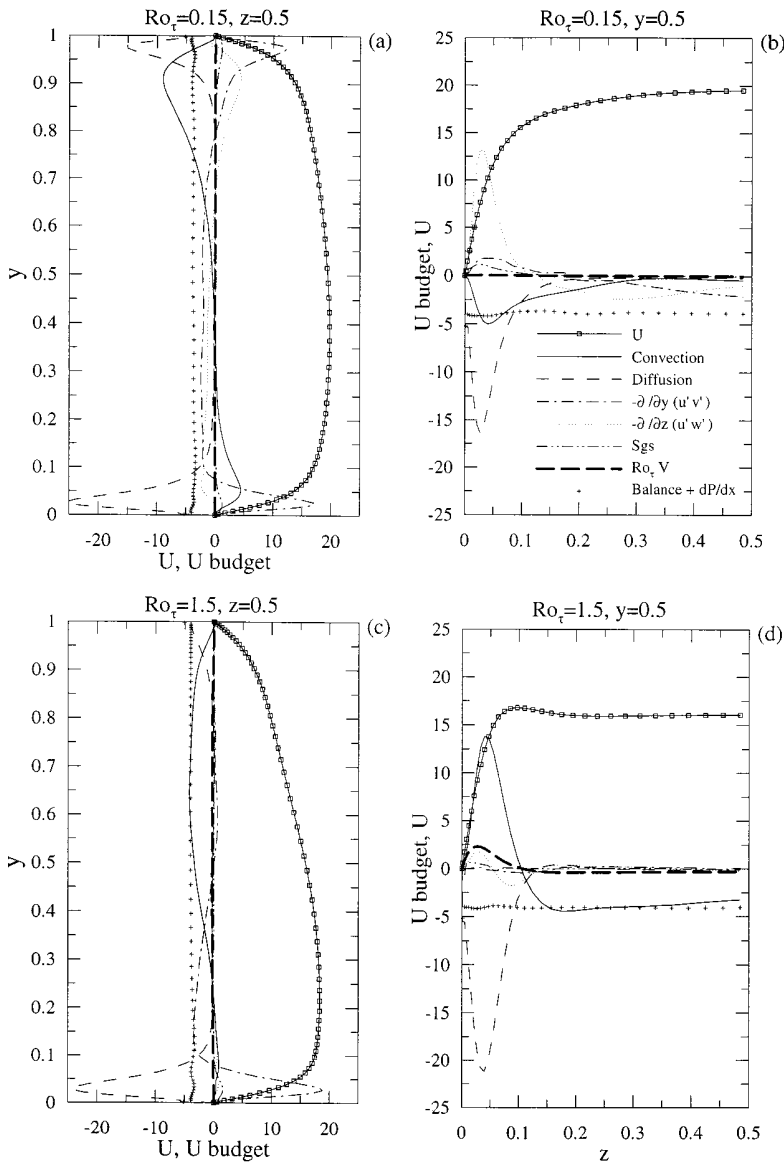 Roτ=0.15, z=0.5
(a)
1
0.9
0.8
0.7
0.6
0.5
0.4
0.3
0.2
0.1
0
y
-20
-10
0
10
20
U, U budget
Roτ=0.15, y=0.5
(b)
25
20
15
10
5
0
-5
-10
-15
-20
-25
U budget, U
U
Convection
Diffusion
-∂ /∂y (u' v')
-∂ /∂z (u' w')
Sgs
Roτ V
Balance + dP/dx
0
0.1
0.2
0.3
0.4
0.5
Roτ=1.5, z=0.5
(c)
1
0.9
0.8
0.7
0.6
0.5
0.4
0.3
0.2
0.1
0
y
-20
-10
0
10
20
U, U budget
Roτ=1.5, y=0.5
(d)
25
20
15
10
5
0
-5
-10
-15
-20
-25
U budget, U
0
0.1
0.2
0.3
0.4
0.5
z